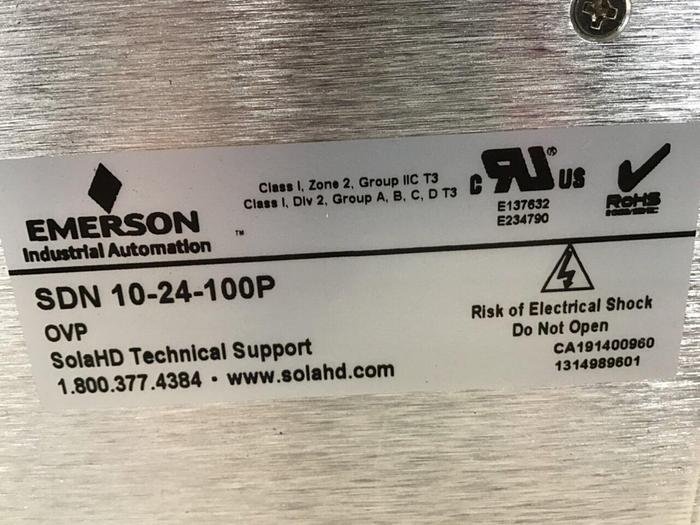 EMERSON
Industrial Automation ™
Class I, Zone 2, Group IIC T3
Class I, Div 2, Group A, B, C, D T3
C RU® US
E137632
E234790
RoHS
SDN 10-24-100P
OVP
SolaHD Technical Support
1.800.377.4384 • www.solahd.com
Risk of Electrical Shock
Do Not Open
CA191400960
1314989601